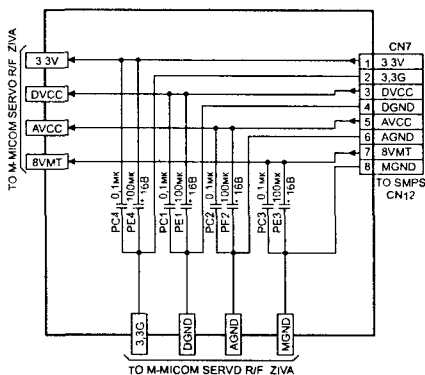 TO M-MICOM SERVO R/F ZIVA
3 3V
DVCC
AVCC
8VMT
CN7
1 3 3V
2 3,3G
3 DVCC
4 DGND
5 AVCC
6 AGND
7 8VMT
8 MGND
TO SMPS
CN12
PC4 0,1мк
PE4 100мк
16В
PC1 0,1мк
PE1 100мк
16В
PC2 0,1мк
PF2 100мк
16В
PC3 0,1мк
PE3 100мк
16В
3,3G
DGND
AGND
MGND
TO M-MICOM SERVD R/F ZIVA